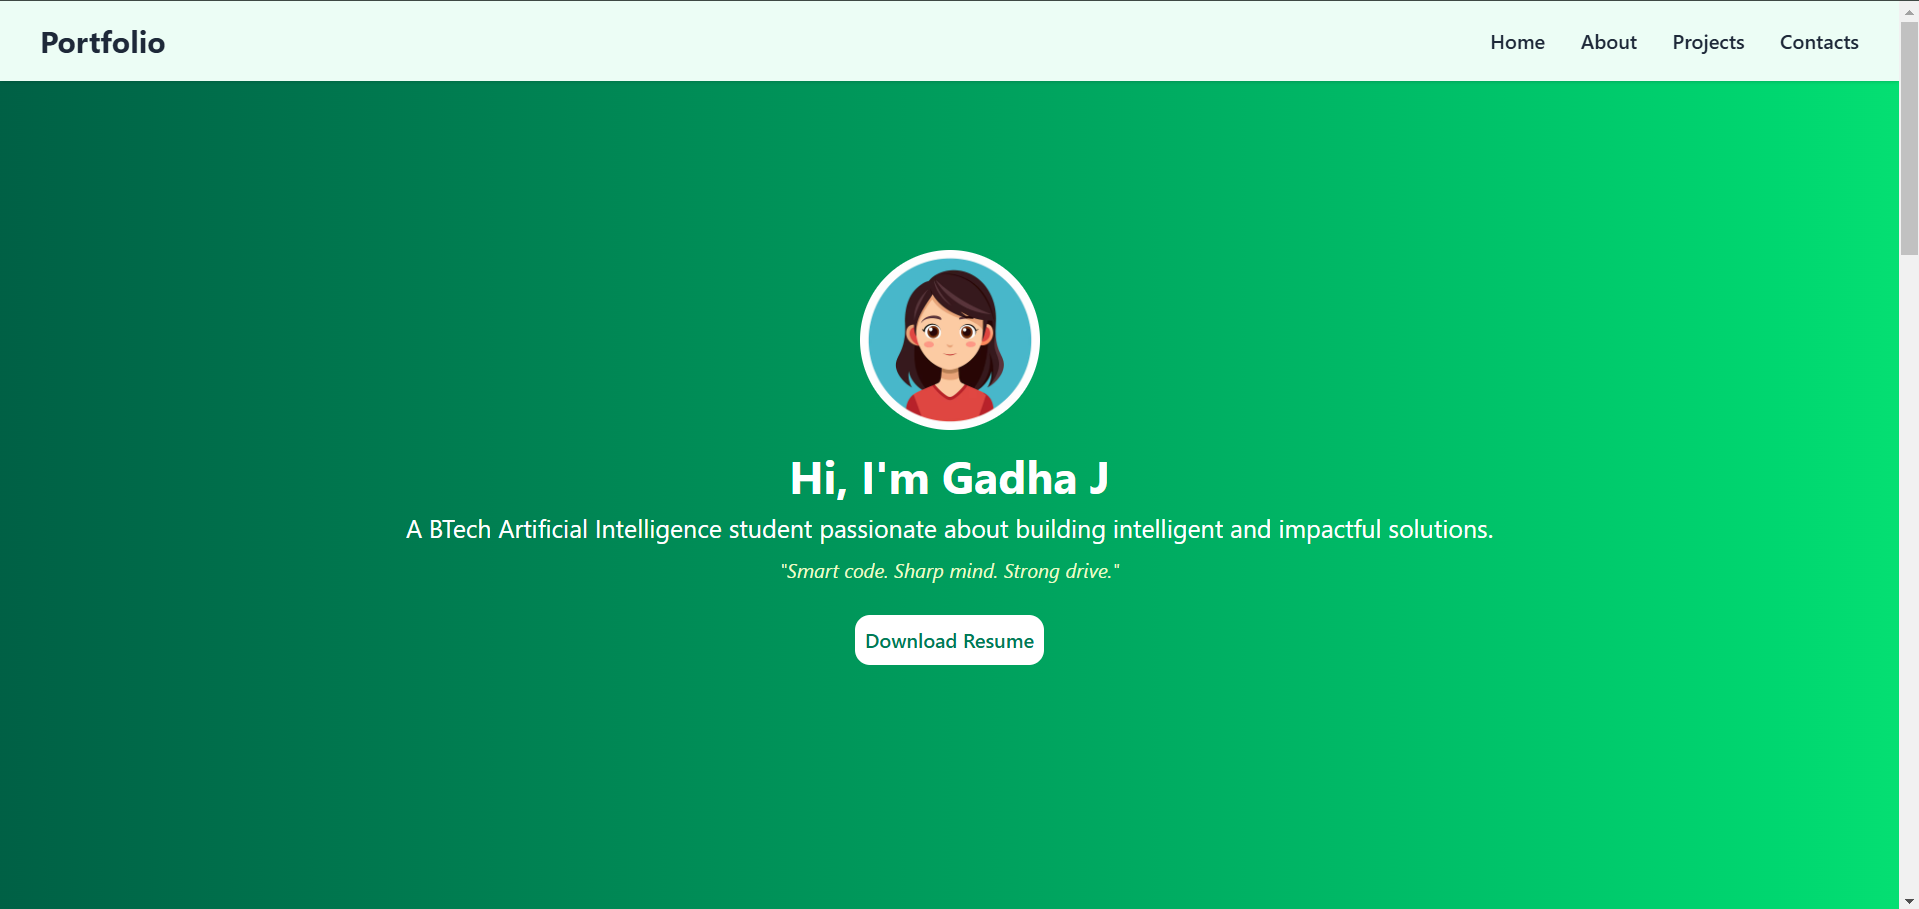 Portfolio
Home About Projects Contacts
Hi, I'm Gadha J
A BTech Artificial Intelligence student passionate about building intelligent and impactful solutions.
"Smart code. Sharp mind. Strong drive."
Download Resume